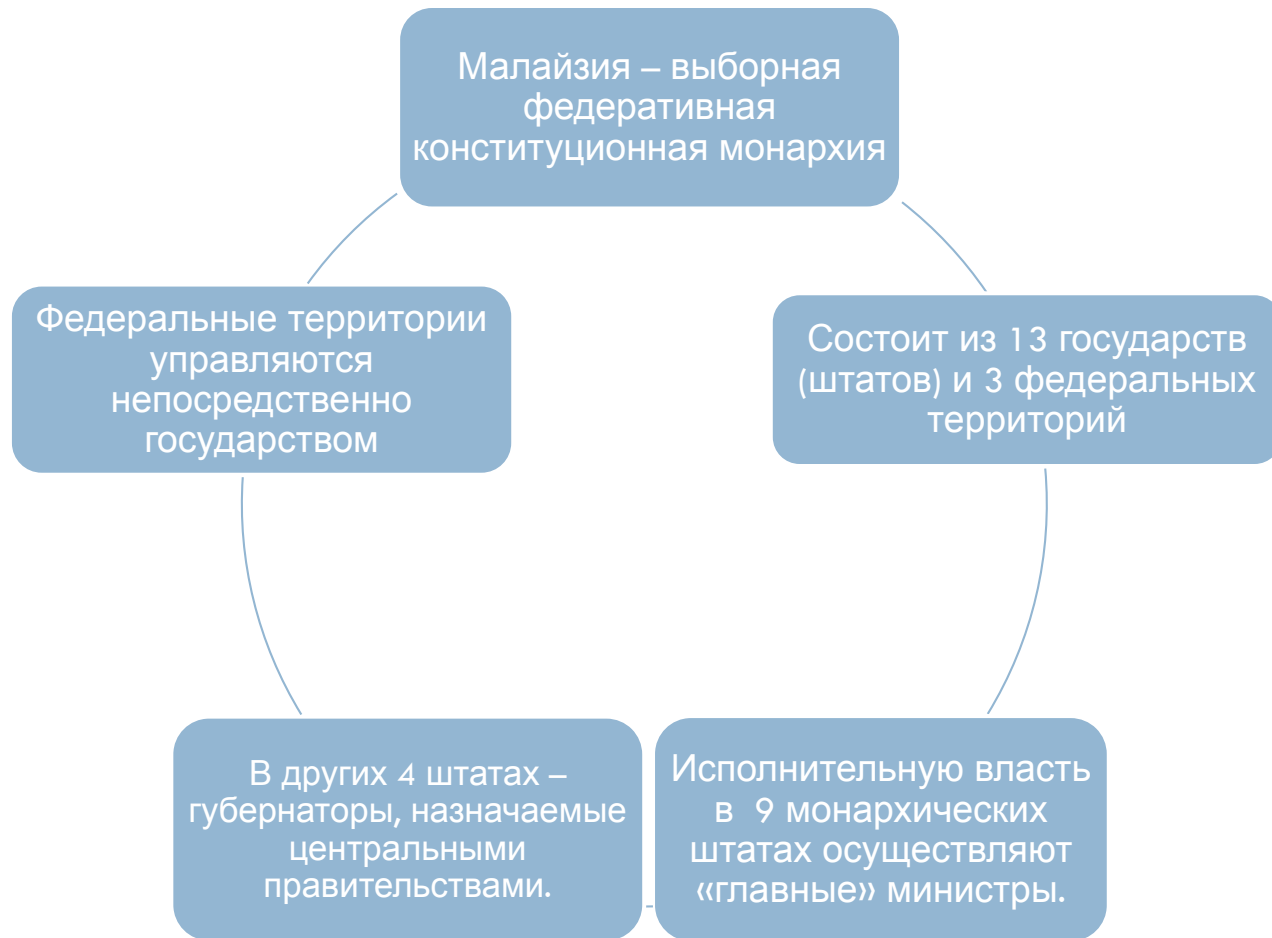 Малайзия – выборная
федеративная
конституционная монархия
Состоит из 13 государств
(штатов) и 3 федеральных
территорий
Исполнительную власть
в 9 монархических
штатах осуществляют
«главные» министры.
В других 4 штатах –
губернаторы, назначаемые
центральными
правительствами.
Федеральные территории
управляются
непосредственно
государством